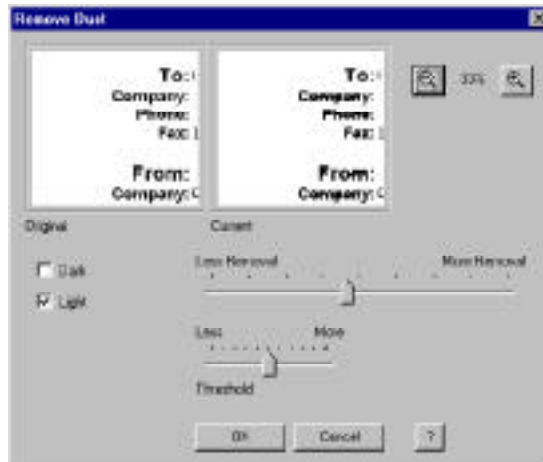 Remove Dust
To:
Company:
Phone:
Fax:
From:
Company:
To:
Company:
Phone:
Fax:
From:
Company:
33%
Original
Current
Dark
Light
Less Removal
More Removal
Less
More
Threshold
OK
Cancel
?